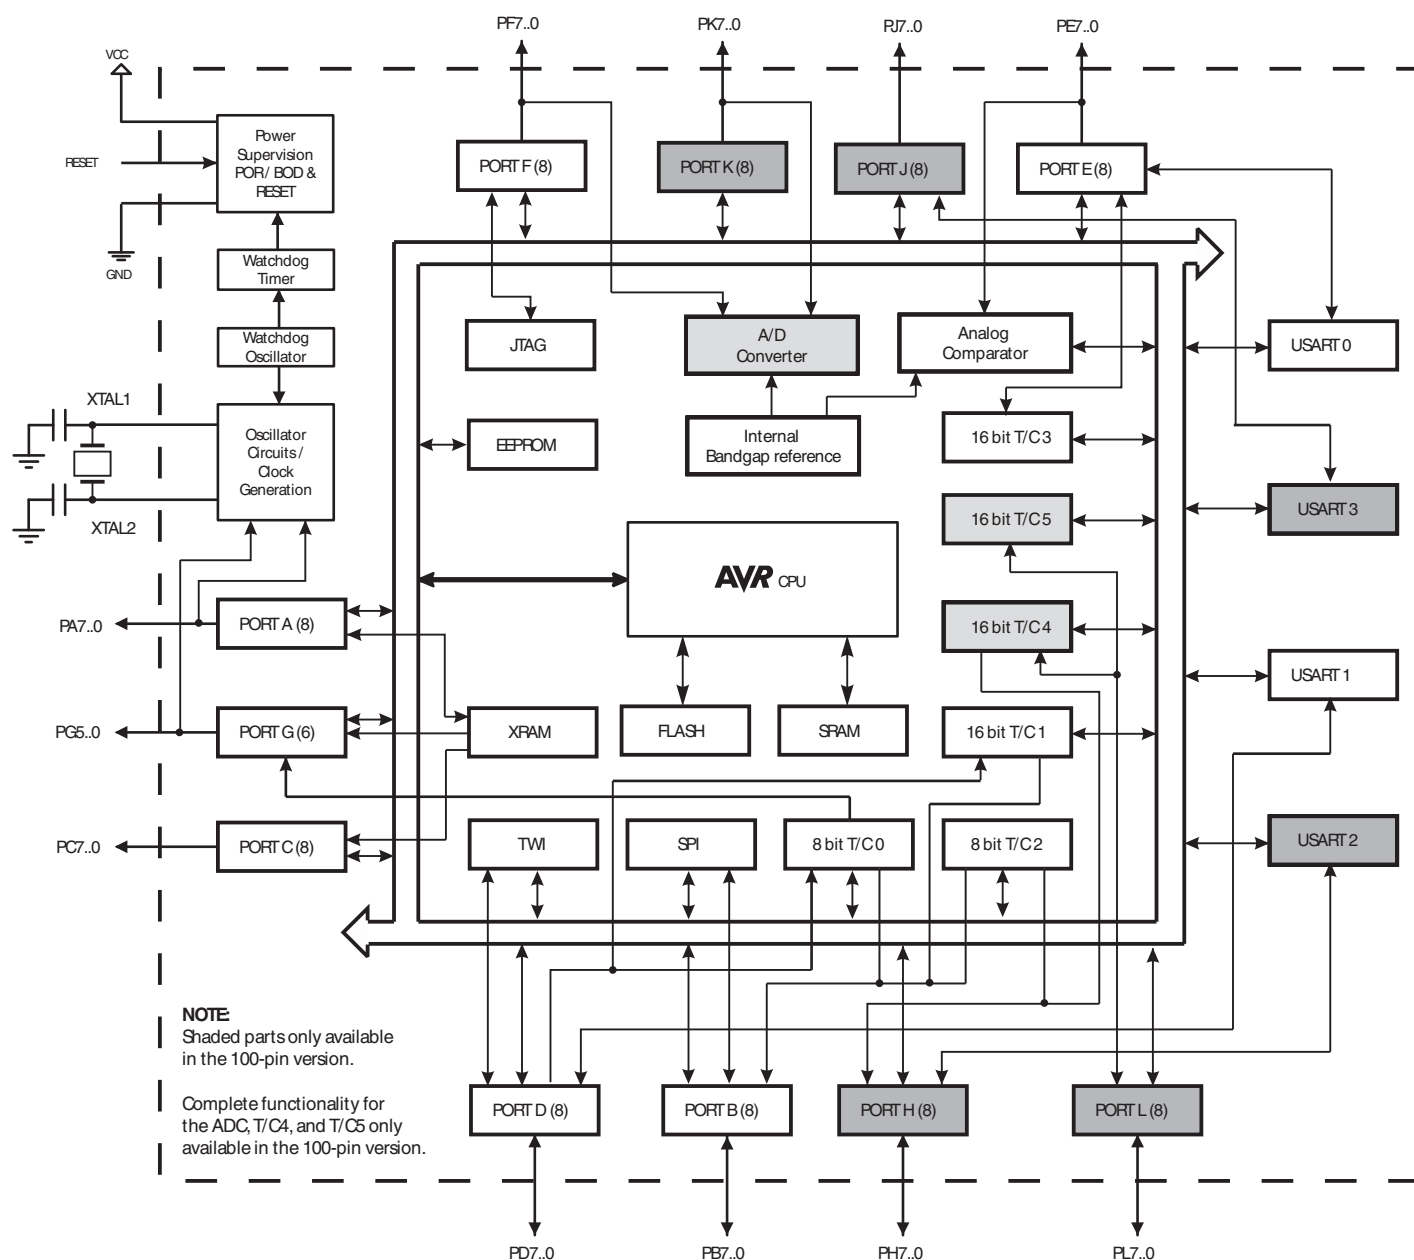 PF7..0
PK7..0
PJ7..0
PE7..0
VCC
RESET
GND
Power
Supervision
POR / BOD &
RESET
Watchdog
Timer
Watchdog
Oscillator
XTAL1
XTAL2
Oscillator
Circuits /
Clock
Generation
PORT F (8)
PORT K (8)
PORT J (8)
PORT E (8)
JTAG
A/D
Converter
Analog
Comparator
USART 0
EEPROM
Internal
Bandgap reference
16 bit T/C 3
16 bit T/C 5
USART 3
AVR CPU
PA7..0
PORT A (8)
16 bit T/C 4
USART 1
PG5..0
PORT G (6)
XRAM
FLASH
SRAM
16 bit T/C 1
PC7..0
PORT C (8)
TWI
SPI
8 bit T/C 0
8 bit T/C 2
USART 2
NOTE:
Shaded parts only available
in the 100-pin version.
Complete functionality for
the ADC, T/C4, and T/C5 only
available in the 100-pin version.
PORT D (8)
PORT B (8)
PORT H (8)
PORT L (8)
PD7..0
PB7..0
PH7..0
PL7..0